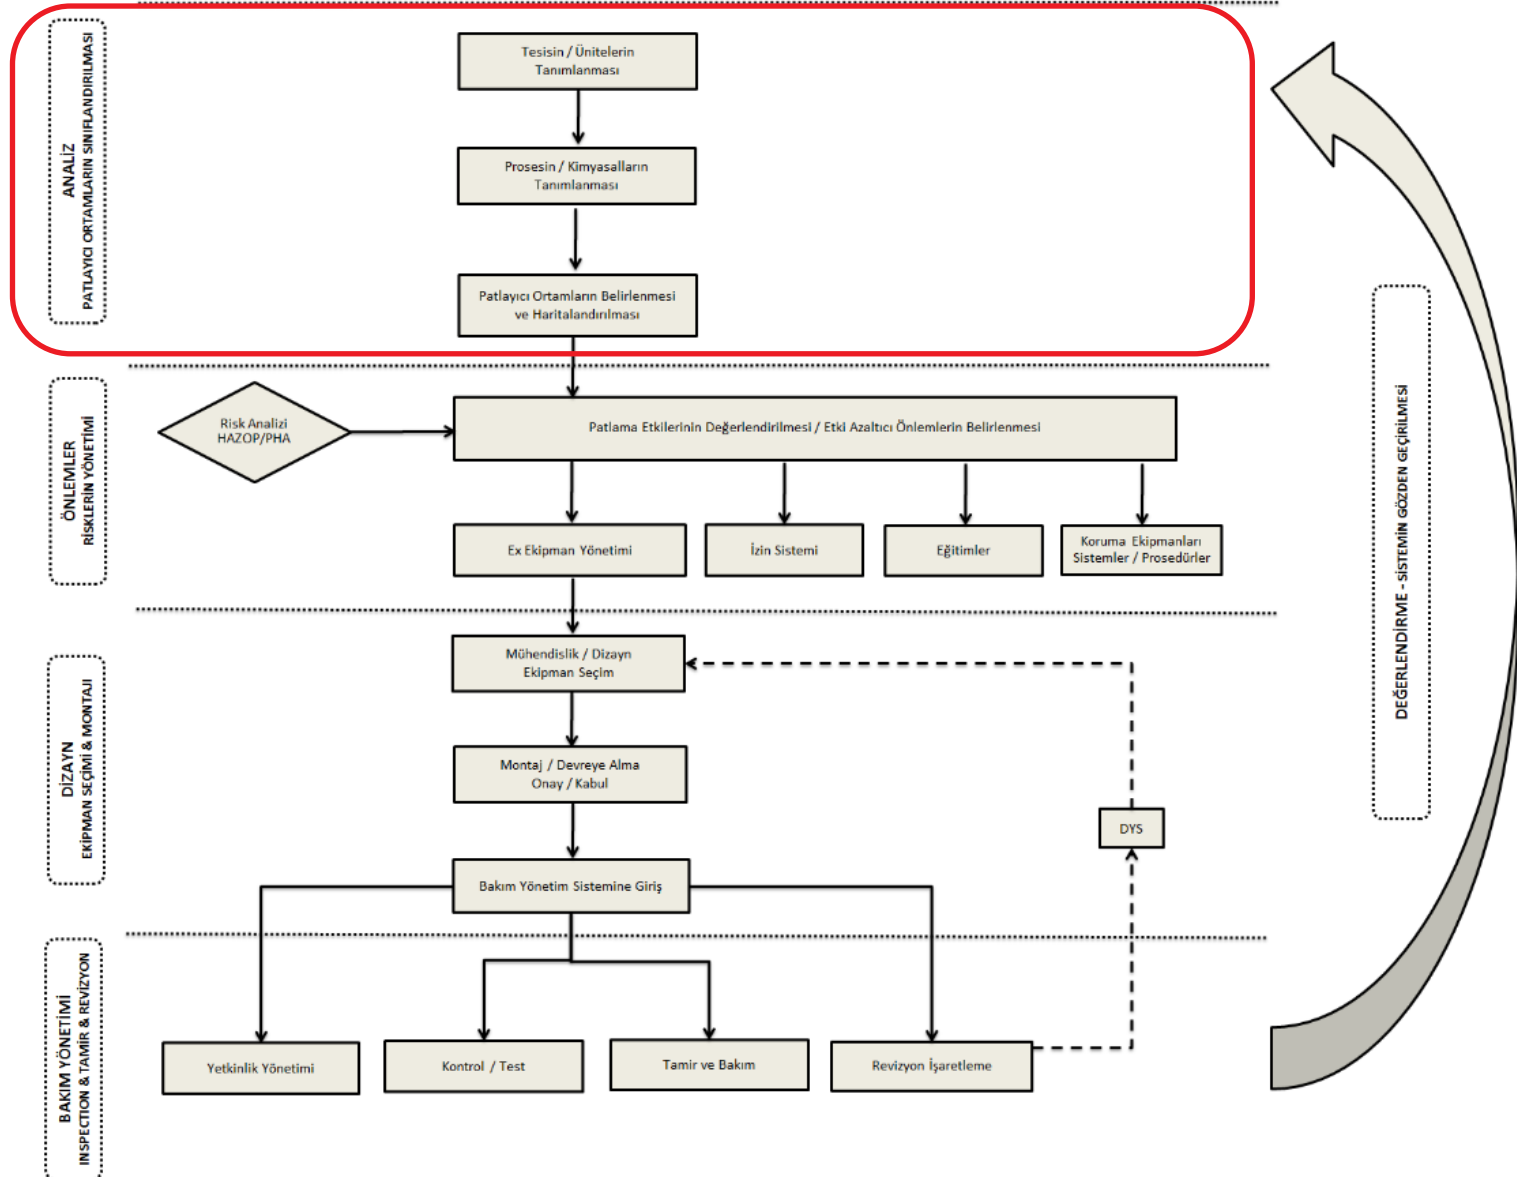 ANALİZ
PATLAYICI ORTAMLARIN SINIFLANDIRILMASI
Tesisin / Ünitelerin
Tanımlanması
Prosesin / Kimyasalların
Tanımlanması
Patlayıcı Ortamların Belirlenmesi
ve Haritalandırılması
ÖNLEMLER
RİSKLERİN YÖNETİMİ
Risk Analizi
HAZOP/PHA
Patlama Etkilerinin Değerlendirilmesi / Etki Azaltıcı Önlemlerin Belirlenmesi
Ex Ekipman Yönetimi
İzin Sistemi
Eğitimler
Koruma Ekipmanları
Sistemler / Prosedürler
DİZAYN
EKİPMAN SEÇİMİ & MONTAJI
Mühendislik / Dizayn
Ekipman Seçim
Montaj / Devreye Alma
Onay / Kabul
Bakım Yönetim Sistemine Giriş
DYS
BAKIM YÖNETİMİ
INSPECTION & TAMİR & REVİZYON
Yetkinlik Yönetimi
Kontrol / Test
Tamir ve Bakım
Revizyon İşaretleme
DEĞERLENDİRME - SİSTEMİN GÖZDEN GEÇİRİLMESİ